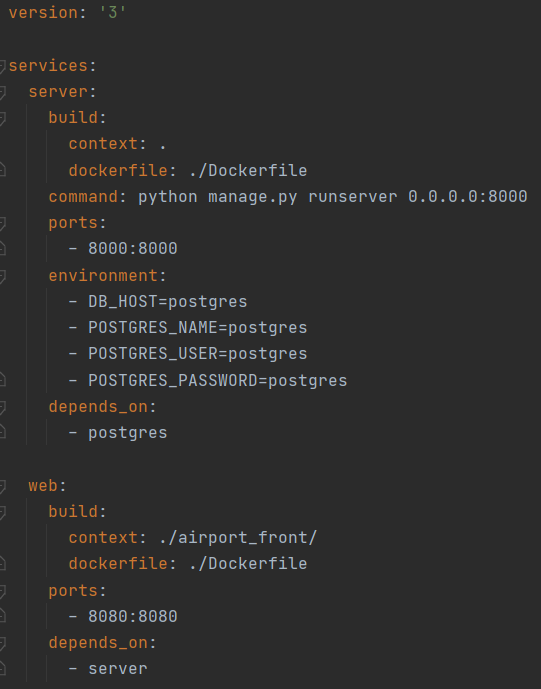 version: '3'
services:
  server:
    build:
      context: .
      dockerfile: ./Dockerfile
    command: python manage.py runserver 0.0.0.0:8000
    ports:
      - 8000:8000
    environment:
      - DB_HOST=postgres
      - POSTGRES_NAME=postgres
      - POSTGRES_USER=postgres
      - POSTGRES_PASSWORD=postgres
    depends_on:
      - postgres
  web:
    build:
      context: ./airport_front/
      dockerfile: ./Dockerfile
    ports:
      - 8080:8080
    depends_on:
      - server